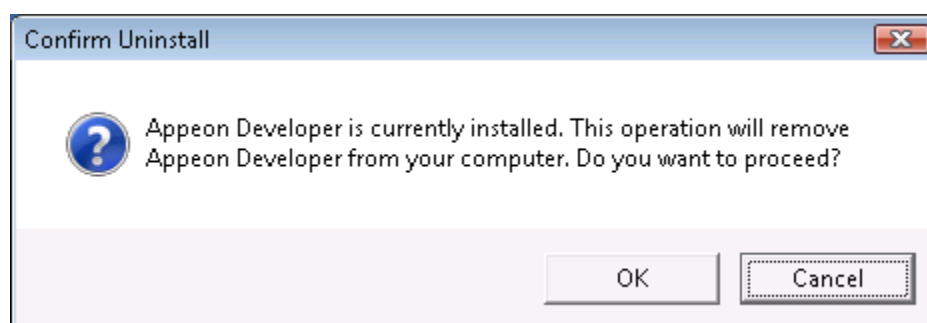 Confirm Uninstall
Appeon Developer is currently installed. This operation will remove
Appeon Developer from your computer. Do you want to proceed?
OK
Cancel